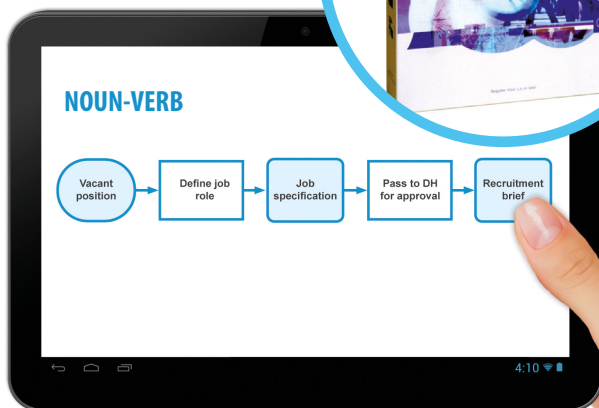 NOUN-VERB
Vacant
position
Define job
role
Job
specification
Pass to DH
for approval
Recruitment
brief
4:10